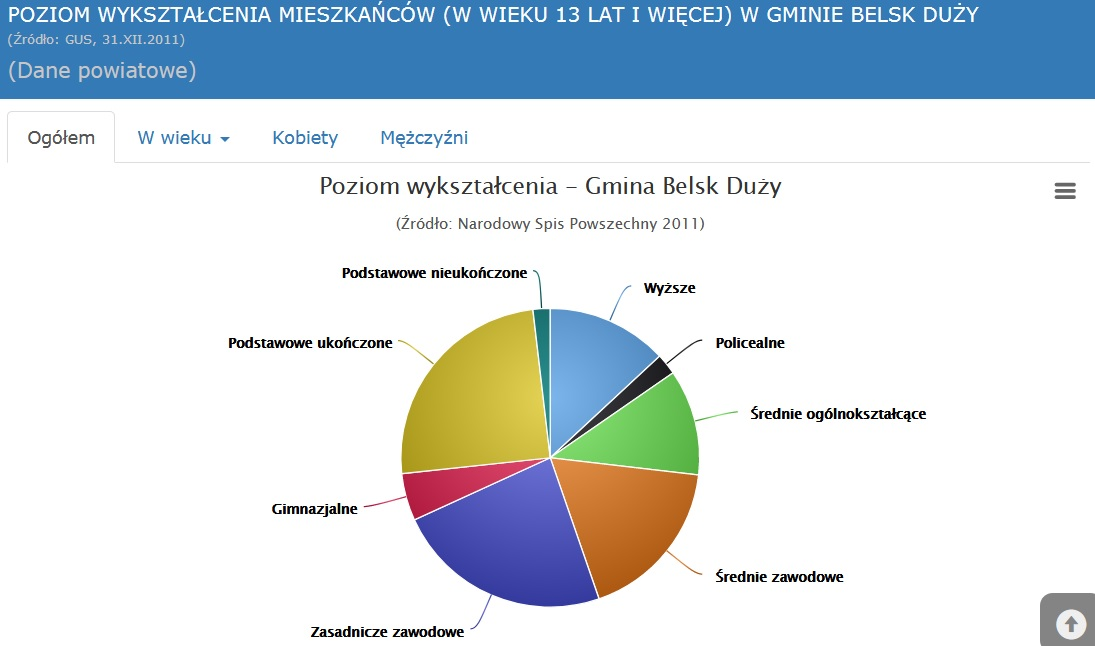 POZIOM WYKSZTAŁCENIA MIESZKAŃCÓW (W WIEKU 13 LAT I WIĘCEJ) W GMINIE BELSK DUŻY
(Źródło: GUS, 31.XII.2011)
(Dane powiatowe)
Ogółem W wieku Kobiety Mężczyźni
Poziom wykształcenia – Gmina Belsk Duży
(Źródło: Narodowy Spis Powszechny 2011)
Podstawowe nieukończone
Wyższe
Podstawowe ukończone
Policealne
Średnie ogólnokształcące
Gimnazjalne
Średnie zawodowe
Zasadnicze zawodowe